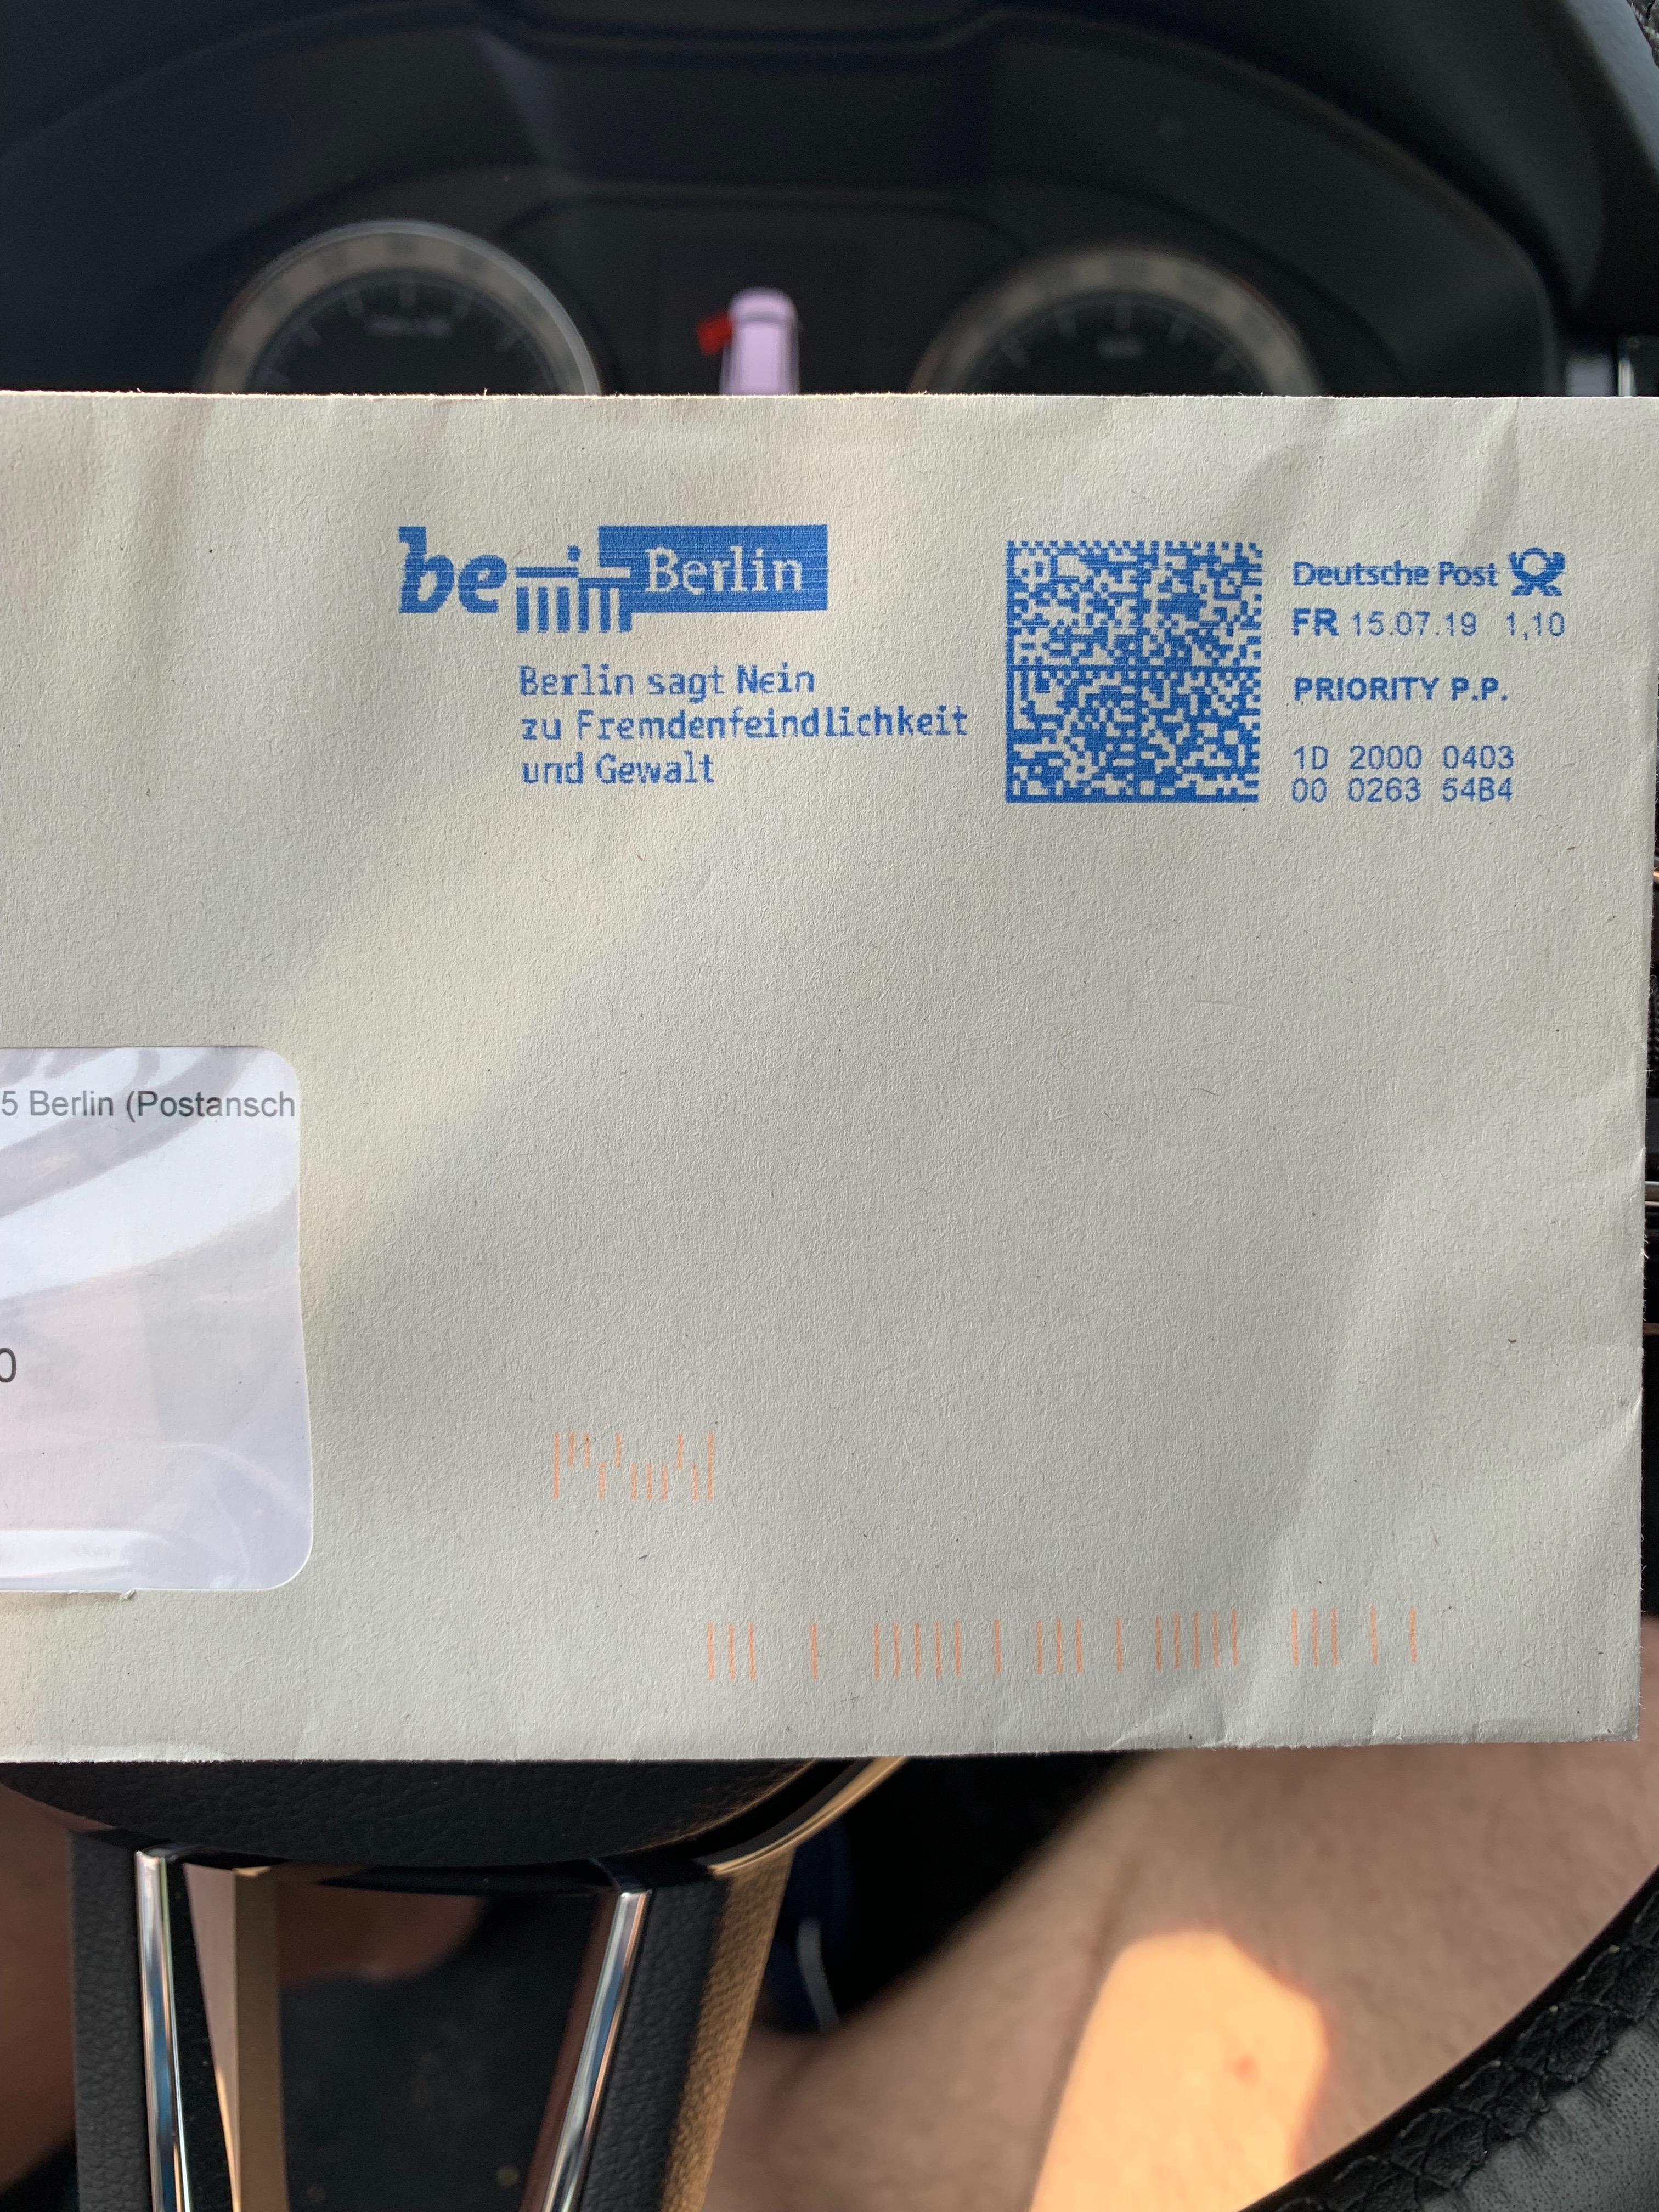 be Berlin
Berlin sagt Nein
zu Fremdenfeindlichkeit
und Gewalt
Deutsche Post
FR 15.07.19 1,10
PRIORITY P.P.
1D 2000 0403
00 0263 54B4
5 Berlin (Postansch
0